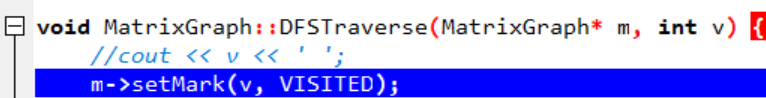 void MatrixGraph::DFSTraverse(MatrixGraph* m, int v) {
//cout << v << ' ';
m->setMark(v, VISITED);